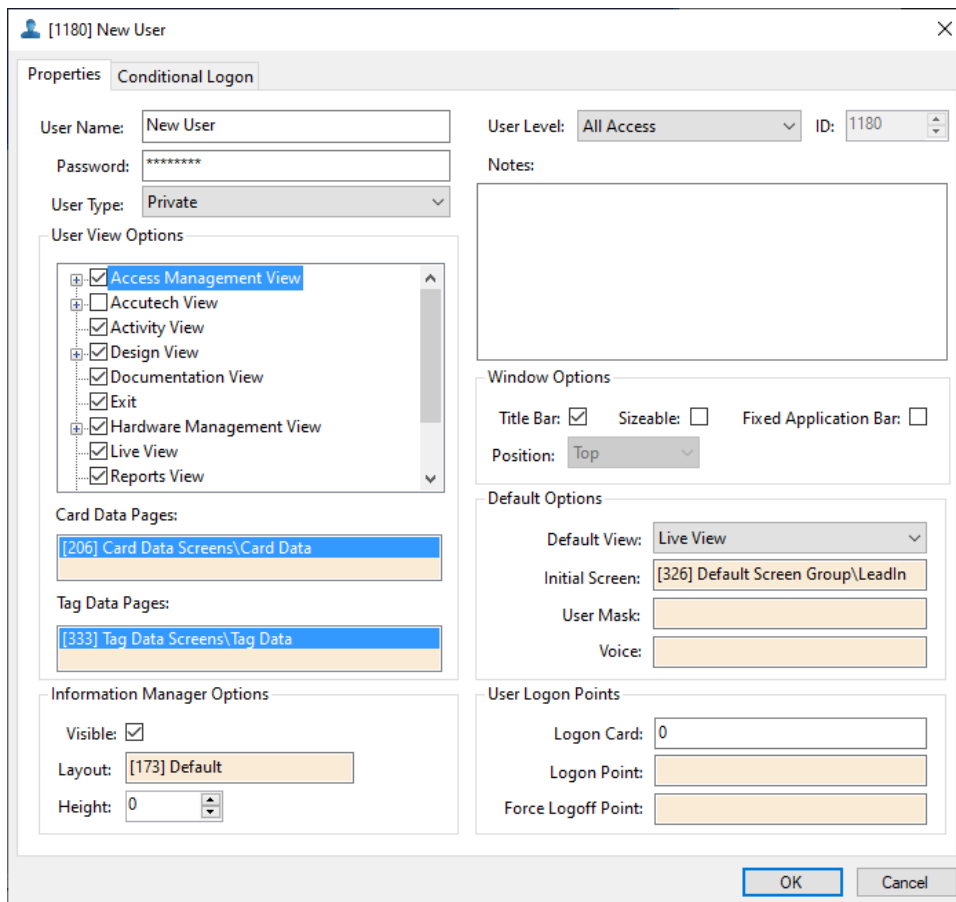 [1180] New User
Properties
Conditional Logon
User Name: New User
Password: ********
User Type: Private
User View Options
Access Management View
Accutech View
Activity View
Design View
Documentation View
Exit
Hardware Management View
Live View
Reports View
Card Data Pages:
[206] Card Data Screens\Card Data
Tag Data Pages:
[333] Tag Data Screens\Tag Data
Information Manager Options
Visible:
Layout: [173] Default
Height: 0
User Level: All Access ID: 1180
Notes:
Window Options
Title Bar: Sizeable: Fixed Application Bar:
Position: Top
Default Options
Default View: Live View
Initial Screen: [326] Default Screen Group\LeadIn
User Mask:
Voice:
User Logon Points
Logon Card: 0
Logon Point:
Force Logoff Point:
OK Cancel